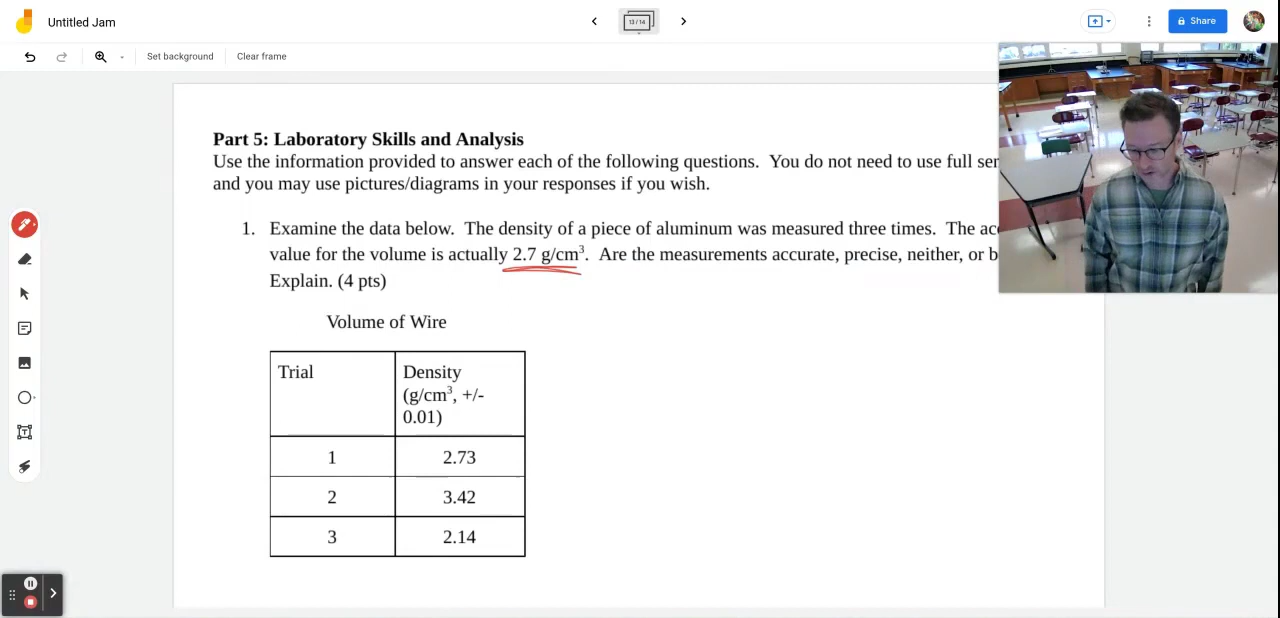 Untitled Jam
13 / 14
Share
Set background
Clear frame
Part 5: Laboratory Skills and Analysis
Use the information provided to answer each of the following questions. You do not need to use full
and you may use pictures/diagrams in your responses if you wish.
1. Examine the data below. The density of a piece of aluminum was measured three times. The
value for the volume is actually 2.7 g/cm³. Are the measurements accurate, precise, neither, or
Explain. (4 pts)
Volume of Wire
Trial
Density
(g/cm³, +/-
0.01)
1 2.73
2 3.42
3 2.14